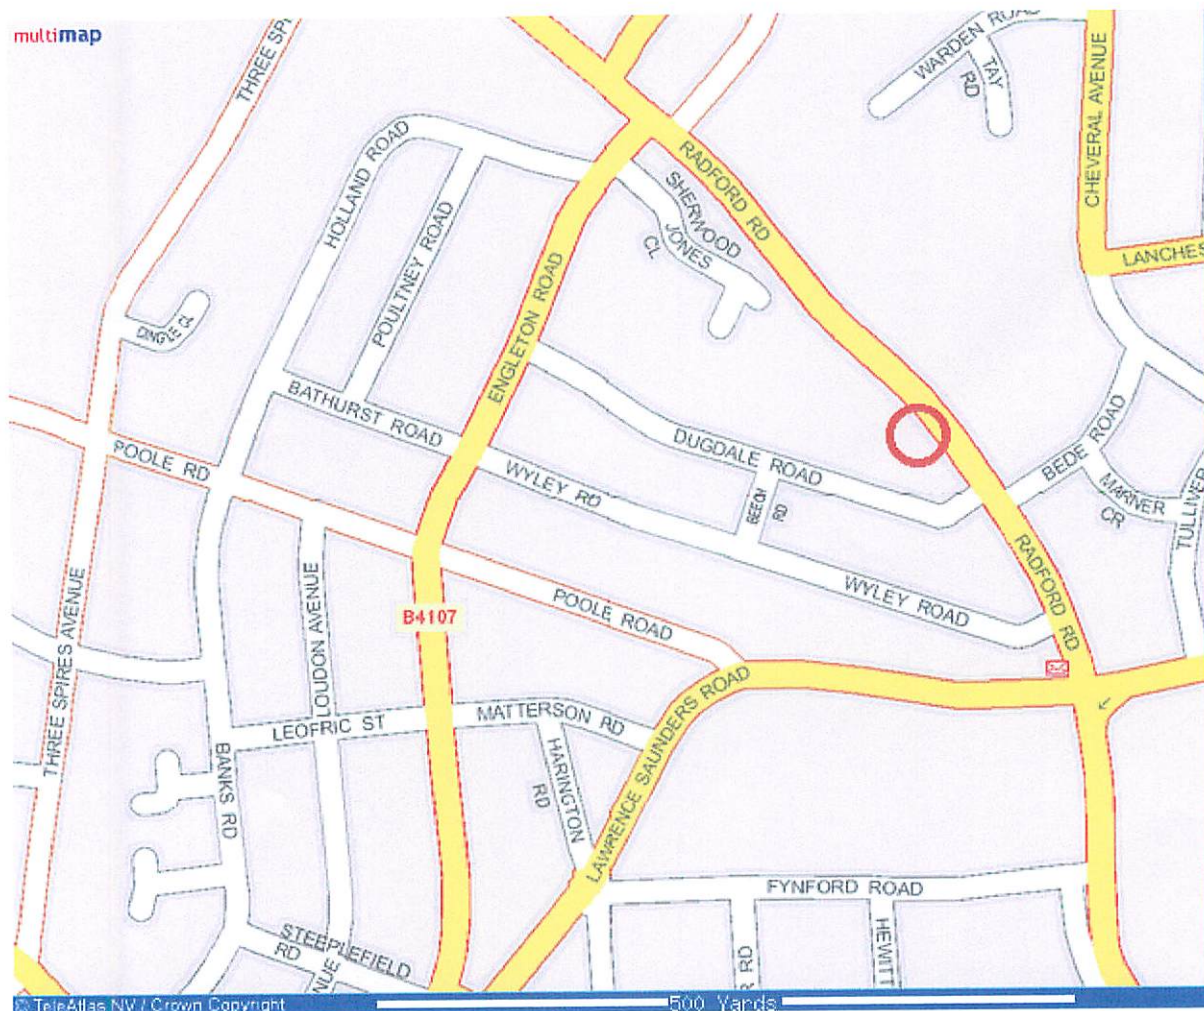 multimap
THREE SPI
WARDEN ROAD
TAY
RD
CHEVERAL AVENUE
HOLLAND ROAD
RADFORD RD
SHERWOOD
JONES
CL
POULTNEY ROAD
LANCHES
DINGLE CL
ENGLETON ROAD
BATHURST ROAD
DUGDALE ROAD
BEDE ROAD
POOLE RD
WYLEY RD
BEECH
RD
MARINER
CR
TULLIVER
RADFORD RD
WYLEY ROAD
POOLE ROAD
B4107
THREE SPIRES AVENUE
LOUDON AVENUE
LEOFRIC ST
MATTERSON RD
LAWRENCE SAUNDERS ROAD
BANKS RD
HARINGTON
RD
FYNFORD ROAD
HEWITT
STEEPLEFIELD
RD
NUE
R RD
© TeleAtlas NV / Crown Copyright
500 Yards